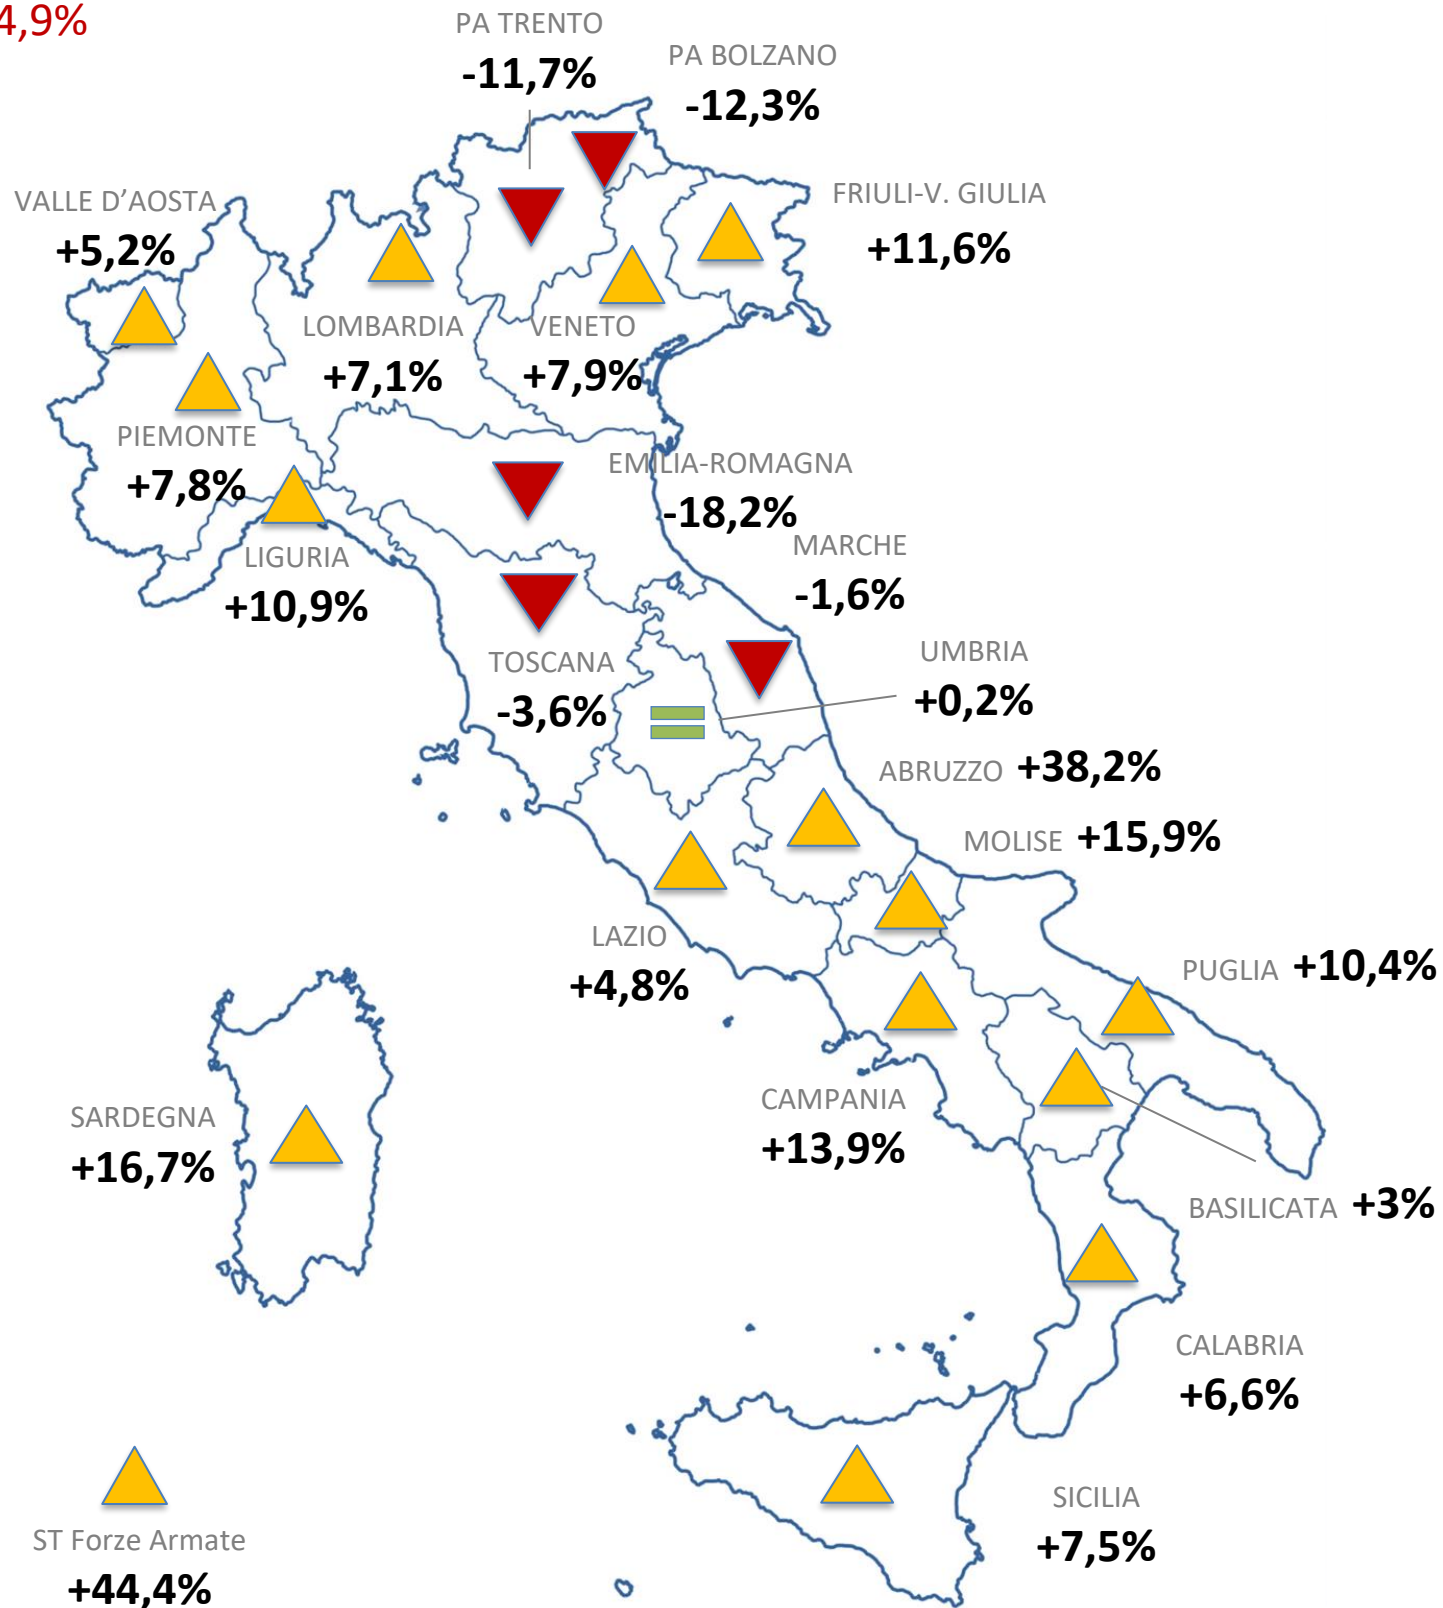 4,9%
PA TRENTO
-11,7%
PA BOLZANO
-12,3%
VALLE D’AOSTA
+5,2%
FRIULI-V. GIULIA
+11,6%
LOMBARDIA
+7,1%
VENETO
+7,9%
PIEMONTE
+7,8%
EMILIA-ROMAGNA
-18,2%
LIGURIA
+10,9%
MARCHE
-1,6%
TOSCANA
-3,6%
UMBRIA
+0,2%
ABRUZZO +38,2%
MOLISE +15,9%
LAZIO
+4,8%
PUGLIA +10,4%
CAMPANIA
+13,9%
SARDEGNA
+16,7%
BASILICATA +3%
CALABRIA
+6,6%
SICILIA
+7,5%
ST Forze Armate
+44,4%